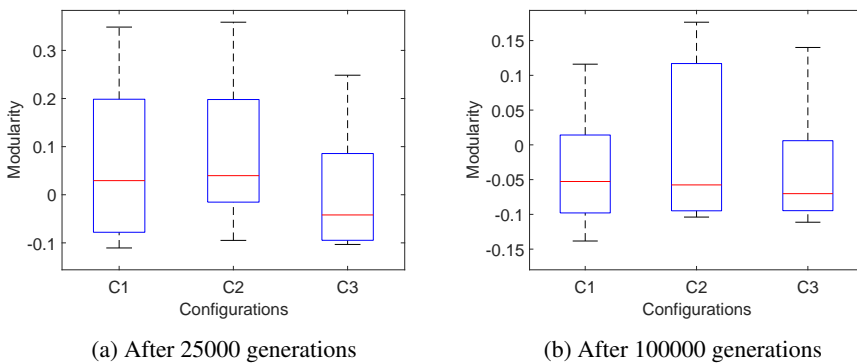 0.3
0.2
0.1
0
-0.1
Modularity
C1 C2 C3
Configurations
(a) After 25000 generations
0.15
0.1
0.05
0
-0.05
-0.1
-0.15
Modularity
C1 C2 C3
Configurations
(b) After 100000 generations